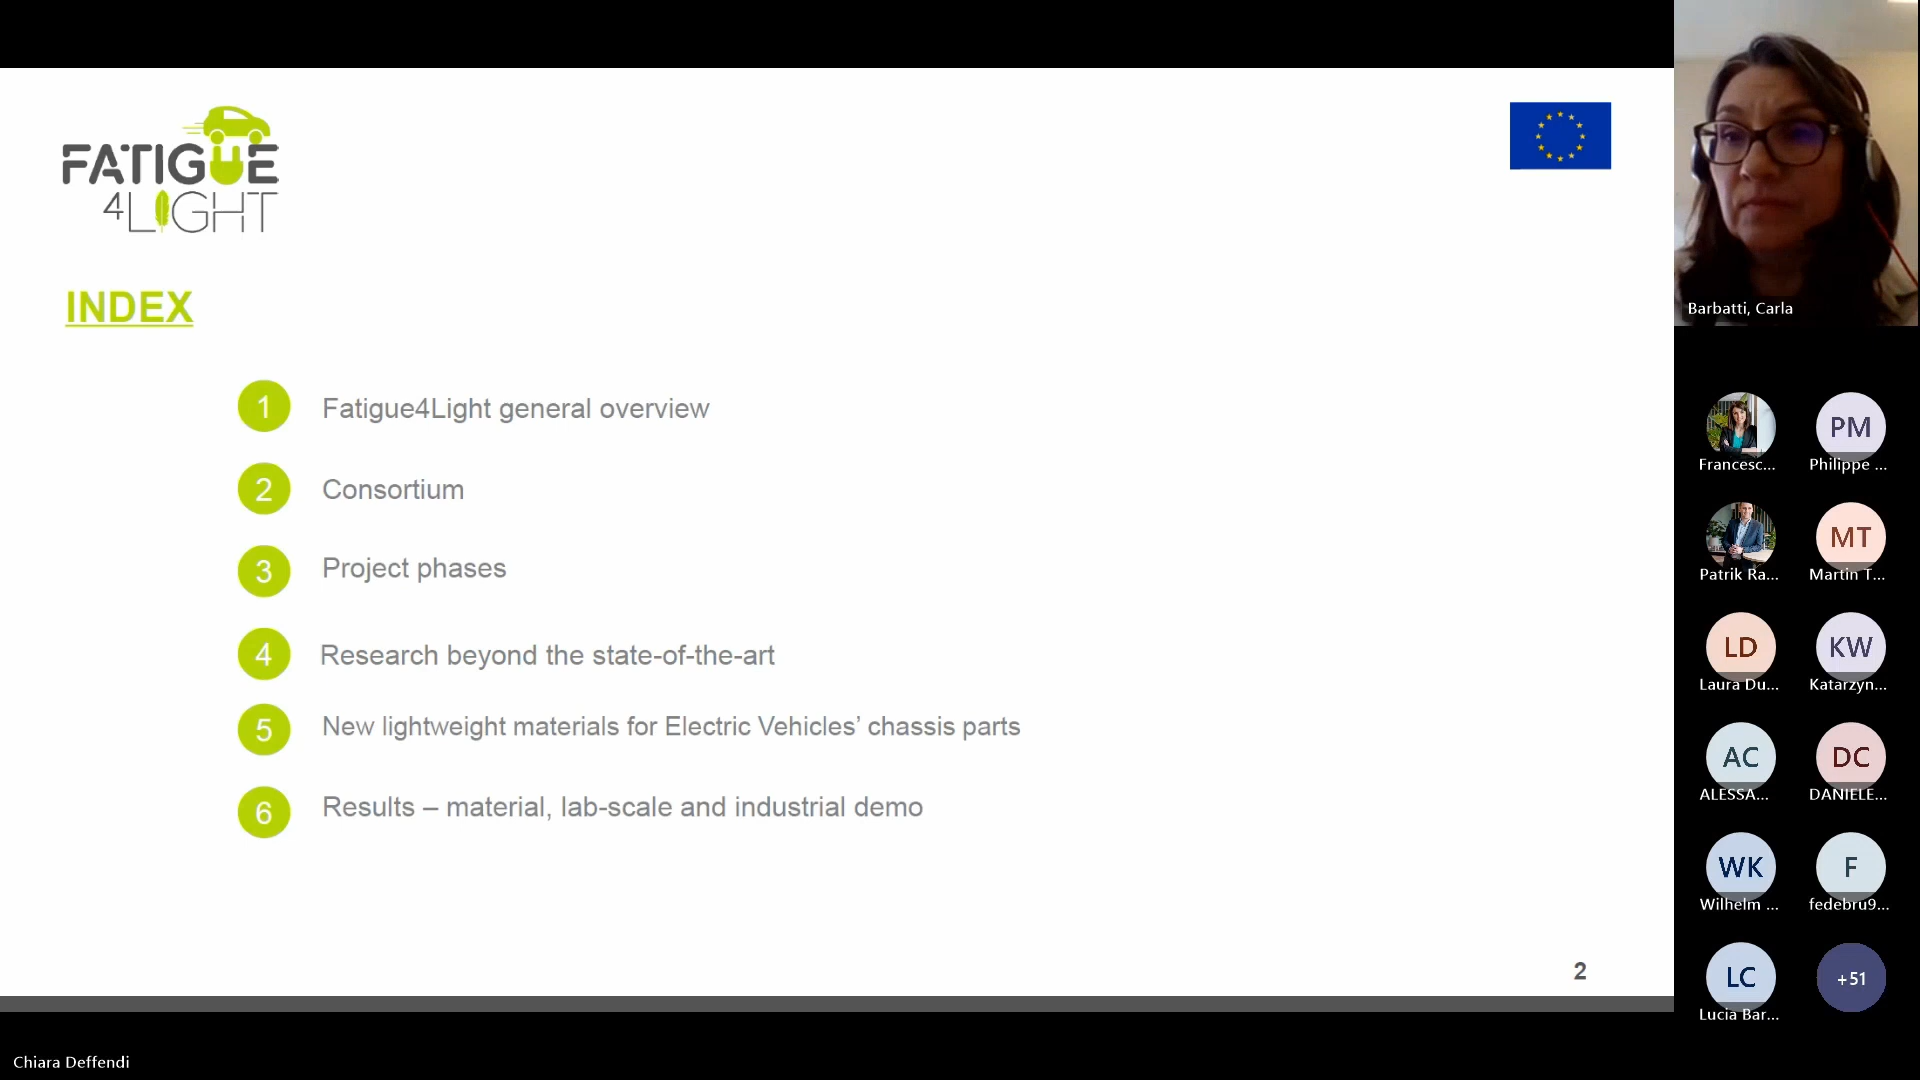 FATIGUE
4LIGHT
INDEX
1 Fatigue4Light general overview
2 Consortium
3 Project phases
4 Research beyond the state-of-the-art
5 New lightweight materials for Electric Vehicles’ chassis parts
6 Results – material, lab-scale and industrial demo
2
Barbatti, Carla
PM
Francesc... Philippe ...
MT
Patrik Ra... Martin T...
LD KW
Laura Du... Katarzyn...
AC DC
ALESSA... DANIELE...
WK F
Wilhelm ... fedebru9...
LC +51
Lucia Bar...
Chiara Deffendi